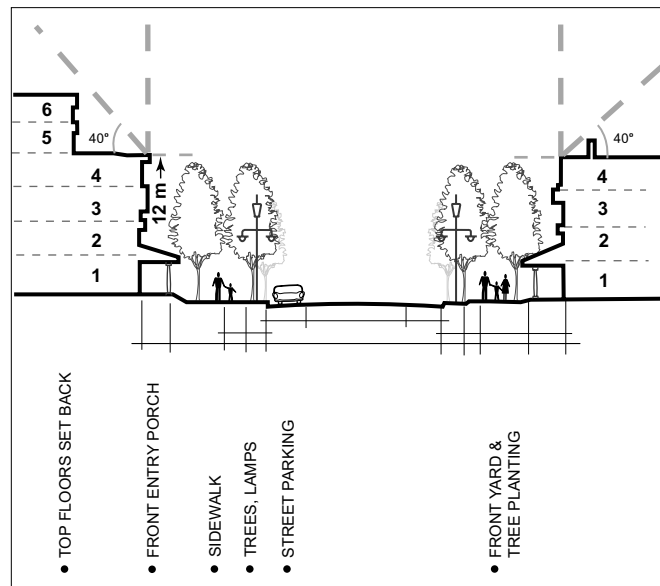 6
5
40°
4
3
2
1
12 m
40°
4
3
2
1
• TOP FLOORS SET BACK
• FRONT ENTRY PORCH
• SIDEWALK
• TREES, LAMPS
• STREET PARKING
• FRONT YARD &
TREE PLANTING